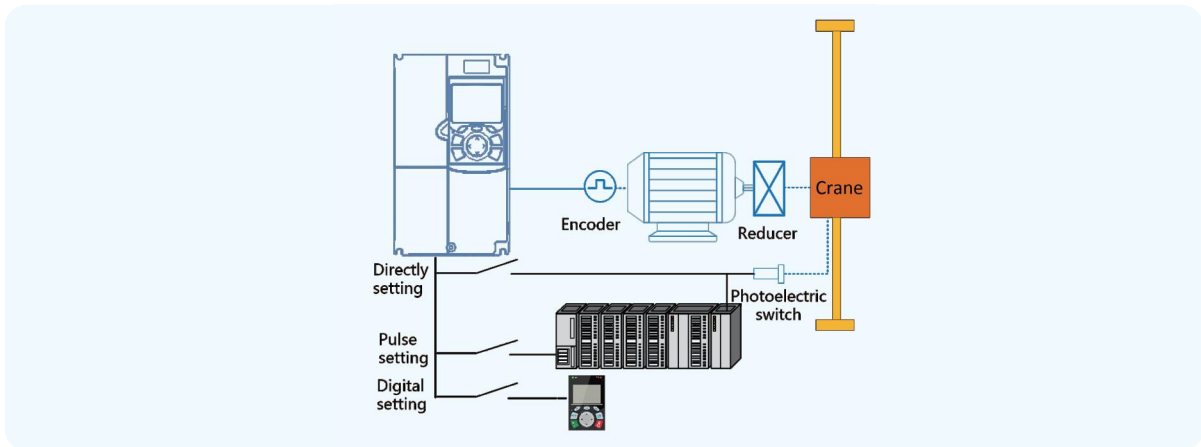 Crane
Encoder
Reducer
Directly
setting
Photoelectric
switch
Pulse
setting
Digital
setting